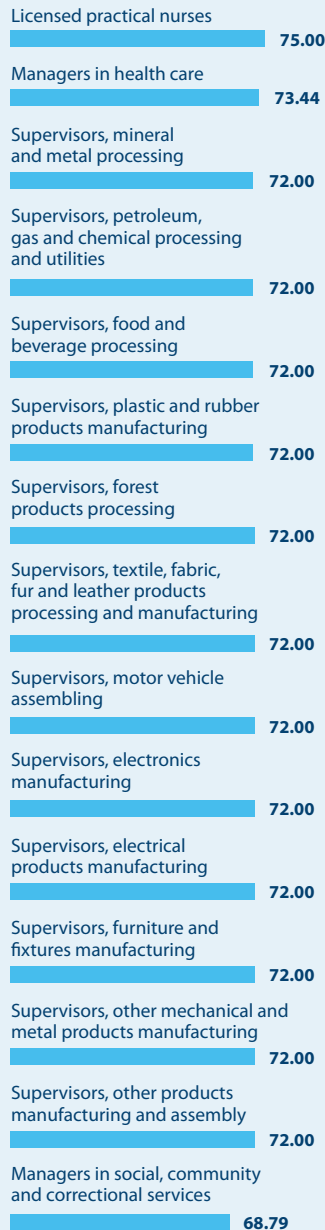 Licensed practical nurses
75.00
Managers in health care
73.44
Supervisors, mineral
and metal processing
72.00
Supervisors, petroleum,
gas and chemical processing
and utilities
72.00
Supervisors, food and
beverage processing
72.00
Supervisors, plastic and rubber
products manufacturing
72.00
Supervisors, forest
products processing
72.00
Supervisors, textile, fabric,
fur and leather products
processing and manufacturing
72.00
Supervisors, motor vehicle
assembling
72.00
Supervisors, electronics
manufacturing
72.00
Supervisors, electrical
products manufacturing
72.00
Supervisors, furniture and
fixtures manufacturing
72.00
Supervisors, other mechanical and
metal products manufacturing
72.00
Supervisors, other products
manufacturing and assembly
72.00
Managers in social, community
and correctional services
68.79